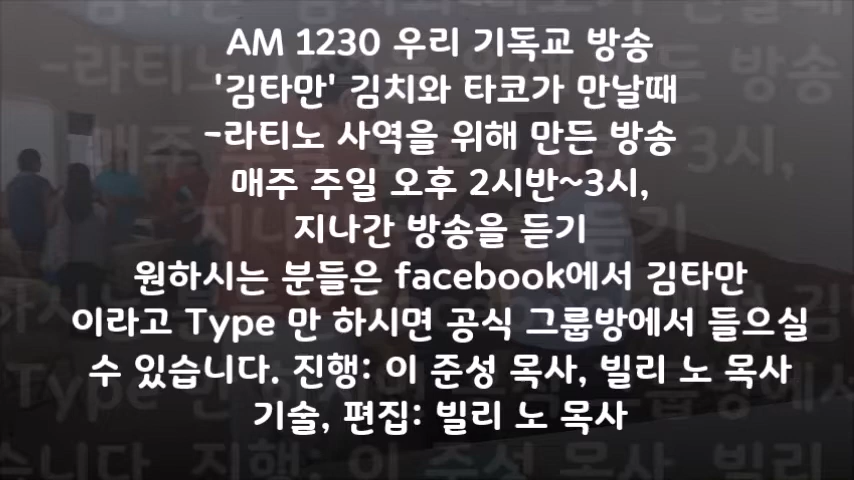 AM 1230 우리 기독교 방송
'김타만' 김치와 타코가 만날때
-라티노 사역을 위해 만든 방송
매주 주일 오후 2시반~3시,
지나간 방송을 듣기
원하시는 분들은 facebook에서 김타만
이라고 Type 만 하시면 공식 그룹방에서 들으실
수 있습니다. 진행: 이 준성 목사, 빌리 노 목사
기술, 편집: 빌리 노 목사